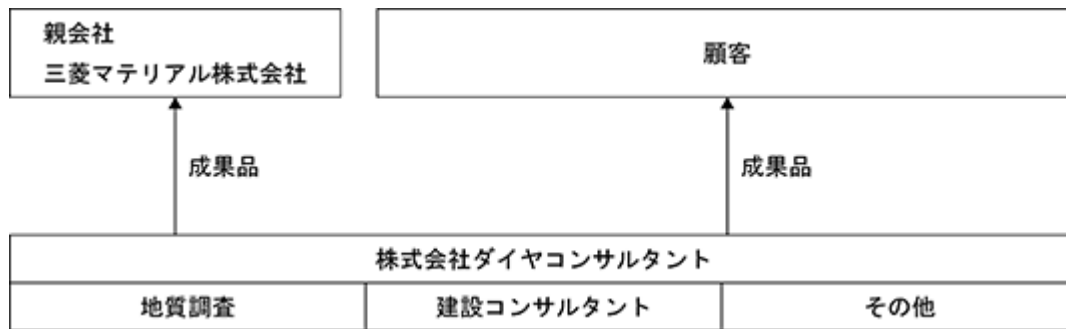 親会社
三菱マテリアル株式会社
顧客
成果品
成果品
株式会社ダイヤコンサルタント
地質調査
建設コンサルタント
その他